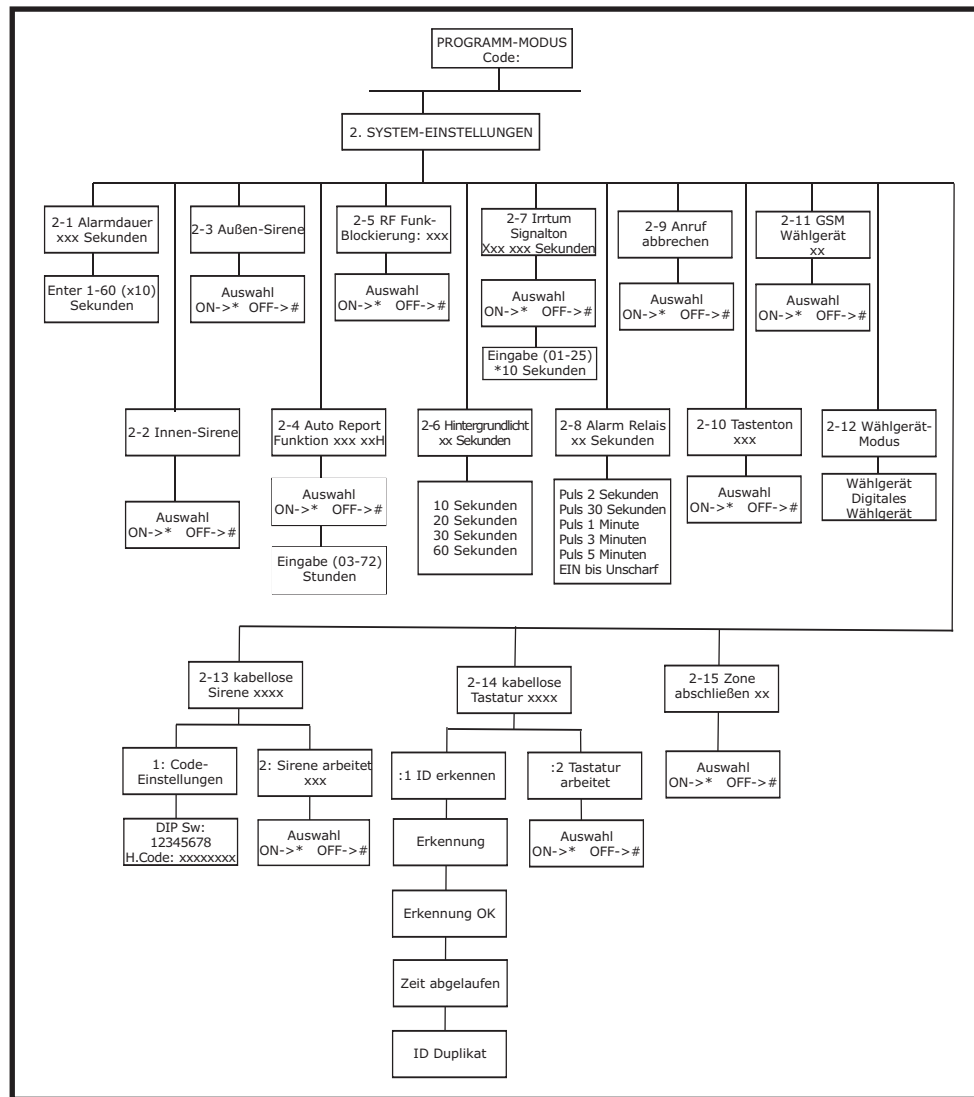 PROGRAMM-MODUS
Code:
2. SYSTEM-EINSTELLUNGEN
2-1 Alarmdauer
xxx Sekunden
Enter 1-60 (x10)
Sekunden
2-3 Außen-Sirene
Auswahl
ON->* OFF->#
2-5 RF Funk-
Blockierung: xxx
Auswahl
ON->* OFF->#
2-7 Irrtum
Signalton
Xxx xxx Sekunden
Auswahl
ON->* OFF->#
Eingabe (01-25)
*10 Sekunden
2-9 Anruf
abbrechen
Auswahl
ON->* OFF->#
2-11 GSM
Wählgerät
xx
Auswahl
ON->* OFF->#
2-2 Innen-Sirene
Auswahl
ON->* OFF->#
2-4 Auto Report
Funktion xxx xxH
Auswahl
ON->* OFF->#
Eingabe (03-72)
Stunden
2-6 Hintergrundlicht
xx Sekunden
10 Sekunden
20 Sekunden
30 Sekunden
60 Sekunden
2-8 Alarm Relais
xx Sekunden
Puls 2 Sekunden
Puls 30 Sekunden
Puls 1 Minute
Puls 3 Minuten
Puls 5 Minuten
EIN bis Unscharf
2-10 Tastenton
xxx
Auswahl
ON->* OFF->#
2-12 Wählgerät-
Modus
Wählgerät
Digitales
Wählgerät
2-13 kabellose
Sirene xxxx
1: Code-
Einstellungen
DIP Sw:
12345678
H.Code: xxxxxxxx
2: Sirene arbeitet
xxx
Auswahl
ON->* OFF->#
2-14 kabellose
Tastatur xxxx
:1 ID erkennen
Erkennung
Erkennung OK
Zeit abgelaufen
ID Duplikat
:2 Tastatur
arbeitet
Auswahl
ON->* OFF->#
2-15 Zone
abschließen xx
Auswahl
ON->* OFF->#